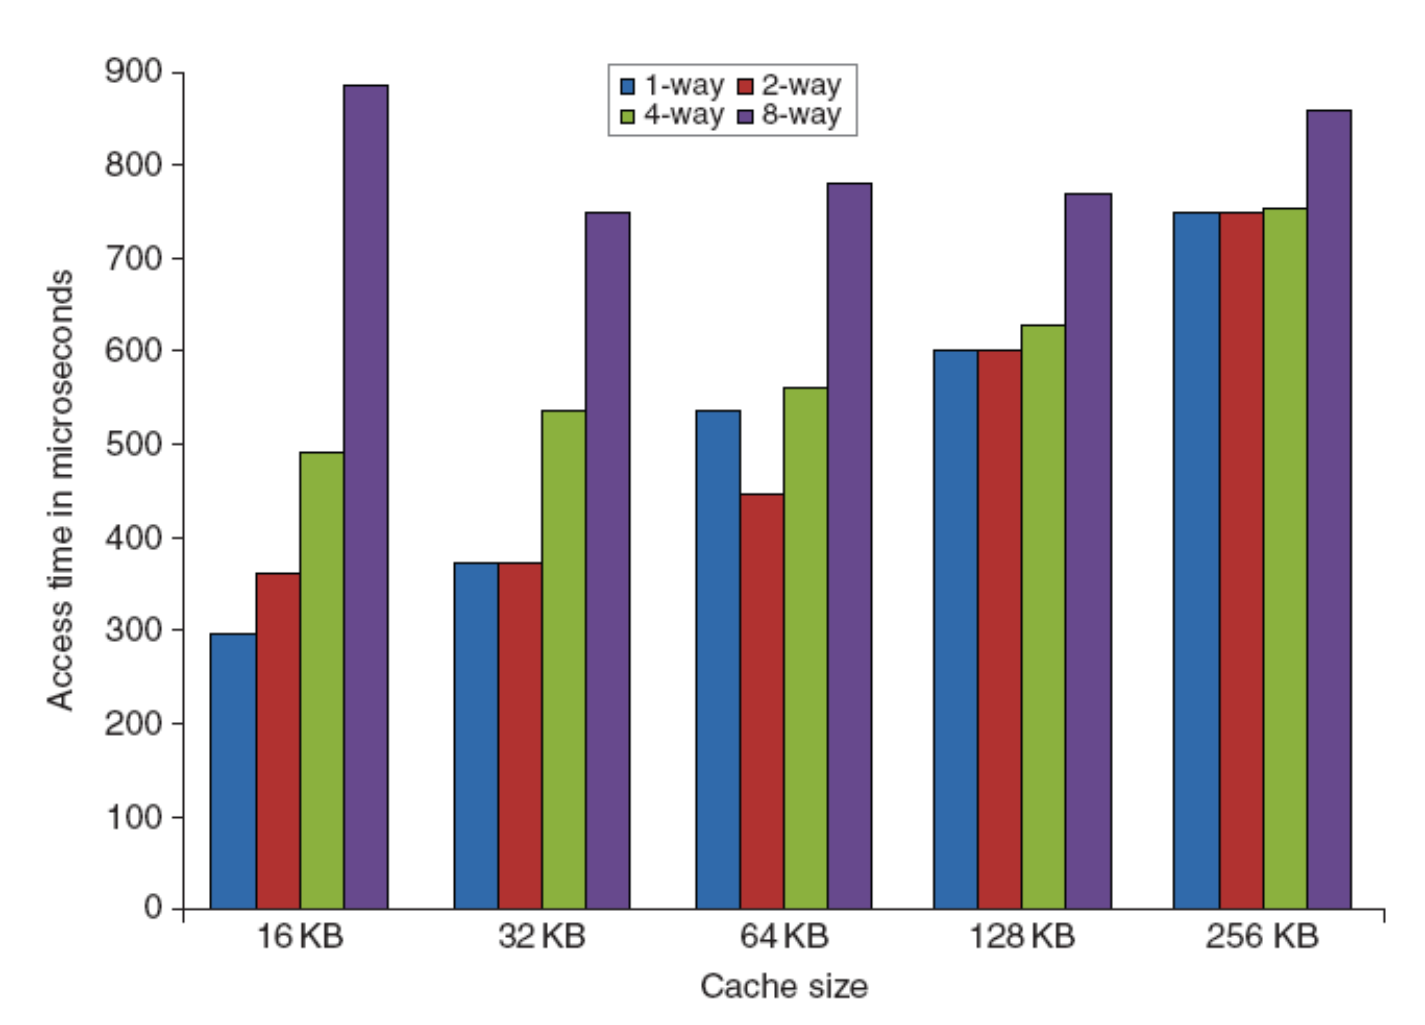 900
1-way 2-way
4-way 8-way
800
700
600
500
400
300
200
100
0
Access time in microseconds
16 KB 32 KB 64 KB 128 KB 256 KB
Cache size